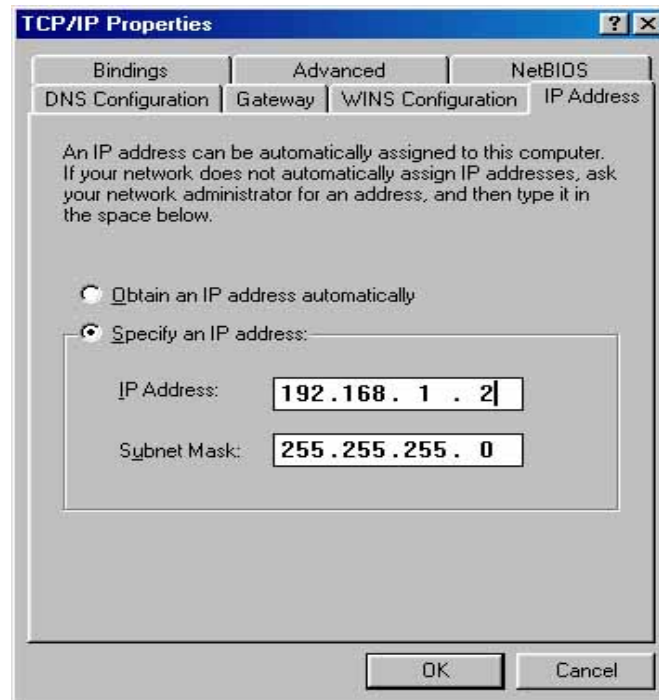 TCP/IP Properties
Bindings Advanced NetBIOS
DNS Configuration Gateway WINS Configuration IP Address
An IP address can be automatically assigned to this computer.
If your network does not automatically assign IP addresses, ask
your network administrator for an address, and then type it in
the space below.
Obtain an IP address automatically
Specify an IP address:
IP Address: 192.168. 1 . 2
Subnet Mask: 255.255.255. 0
OK Cancel